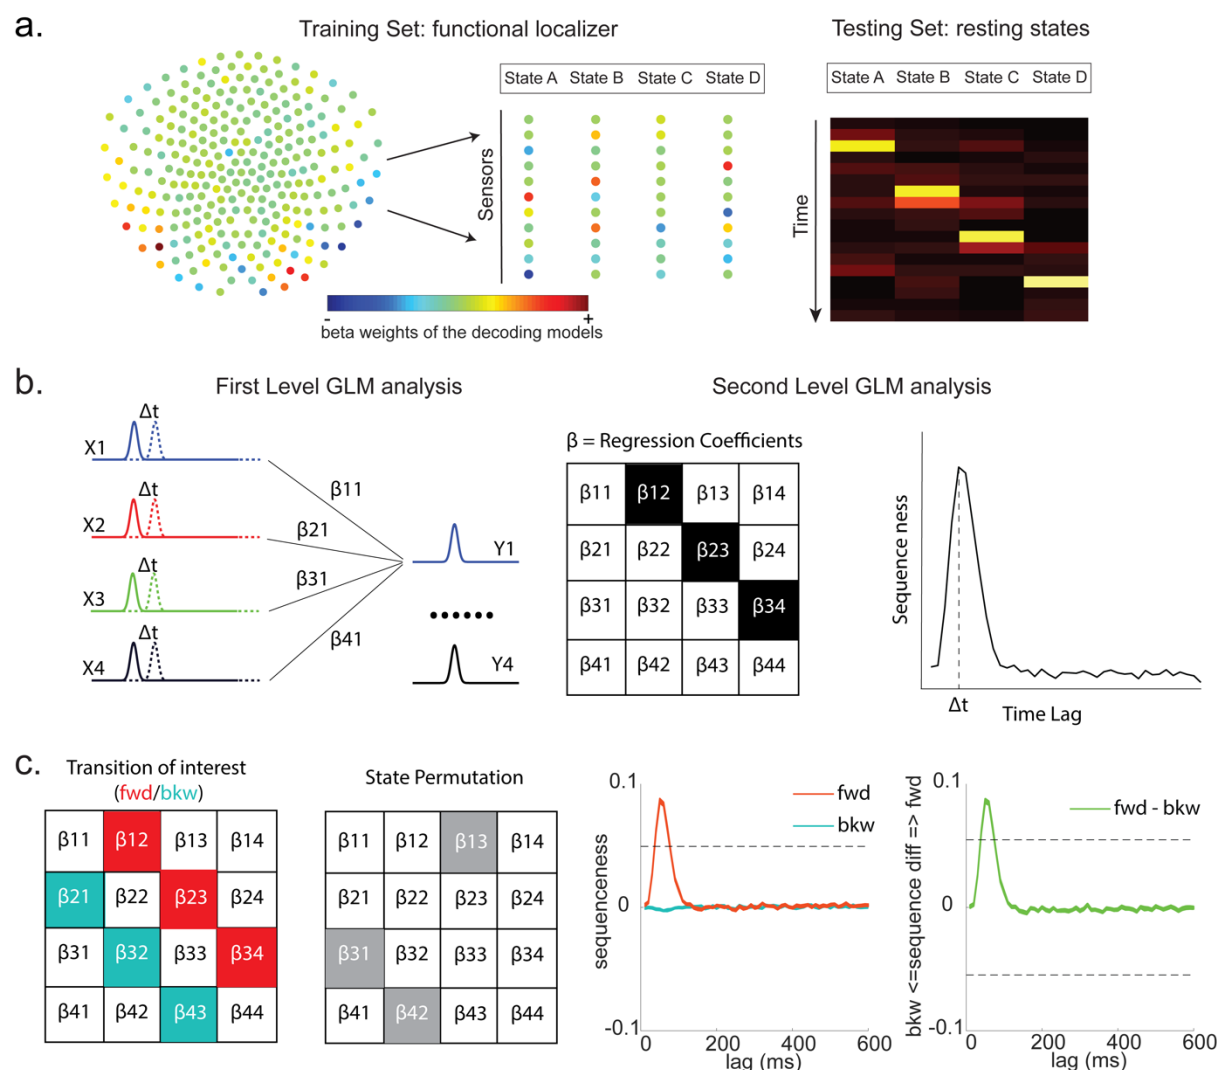 a.
Training Set: functional localizer
Testing Set: resting states
State A State B State C State D
State A State B State C State D
Sensors
Time
- +
beta weights of the decoding models
b.
First Level GLM analysis
Second Level GLM analysis
Δt
X1
Δt
X2
Δt
X3
Δt
X4
β11
β21
β31
β41
Y1
......
Y4
β = Regression Coefficients
β11 β12 β13 β14
β21 β22 β23 β24
β31 β32 β33 β34
β41 β42 β43 β44
Sequence ness
Δt
Time Lag
c.
Transition of interest
(fwd/bkw)
β11 β12 β13 β14
β21 β22 β23 β24
β31 β32 β33 β34
β41 β42 β43 β44
State Permutation
β11 β12 β13 β14
β21 β22 β23 β24
β31 β32 β33 β34
β41 β42 β43 β44
sequenceness
0.1
0
-0.1
fwd
bkw
0 200 400 600
lag (ms)
bkw <=sequence diff => fwd
0.1
0
-0.1
fwd - bkw
0 200 400 600
lag (ms)